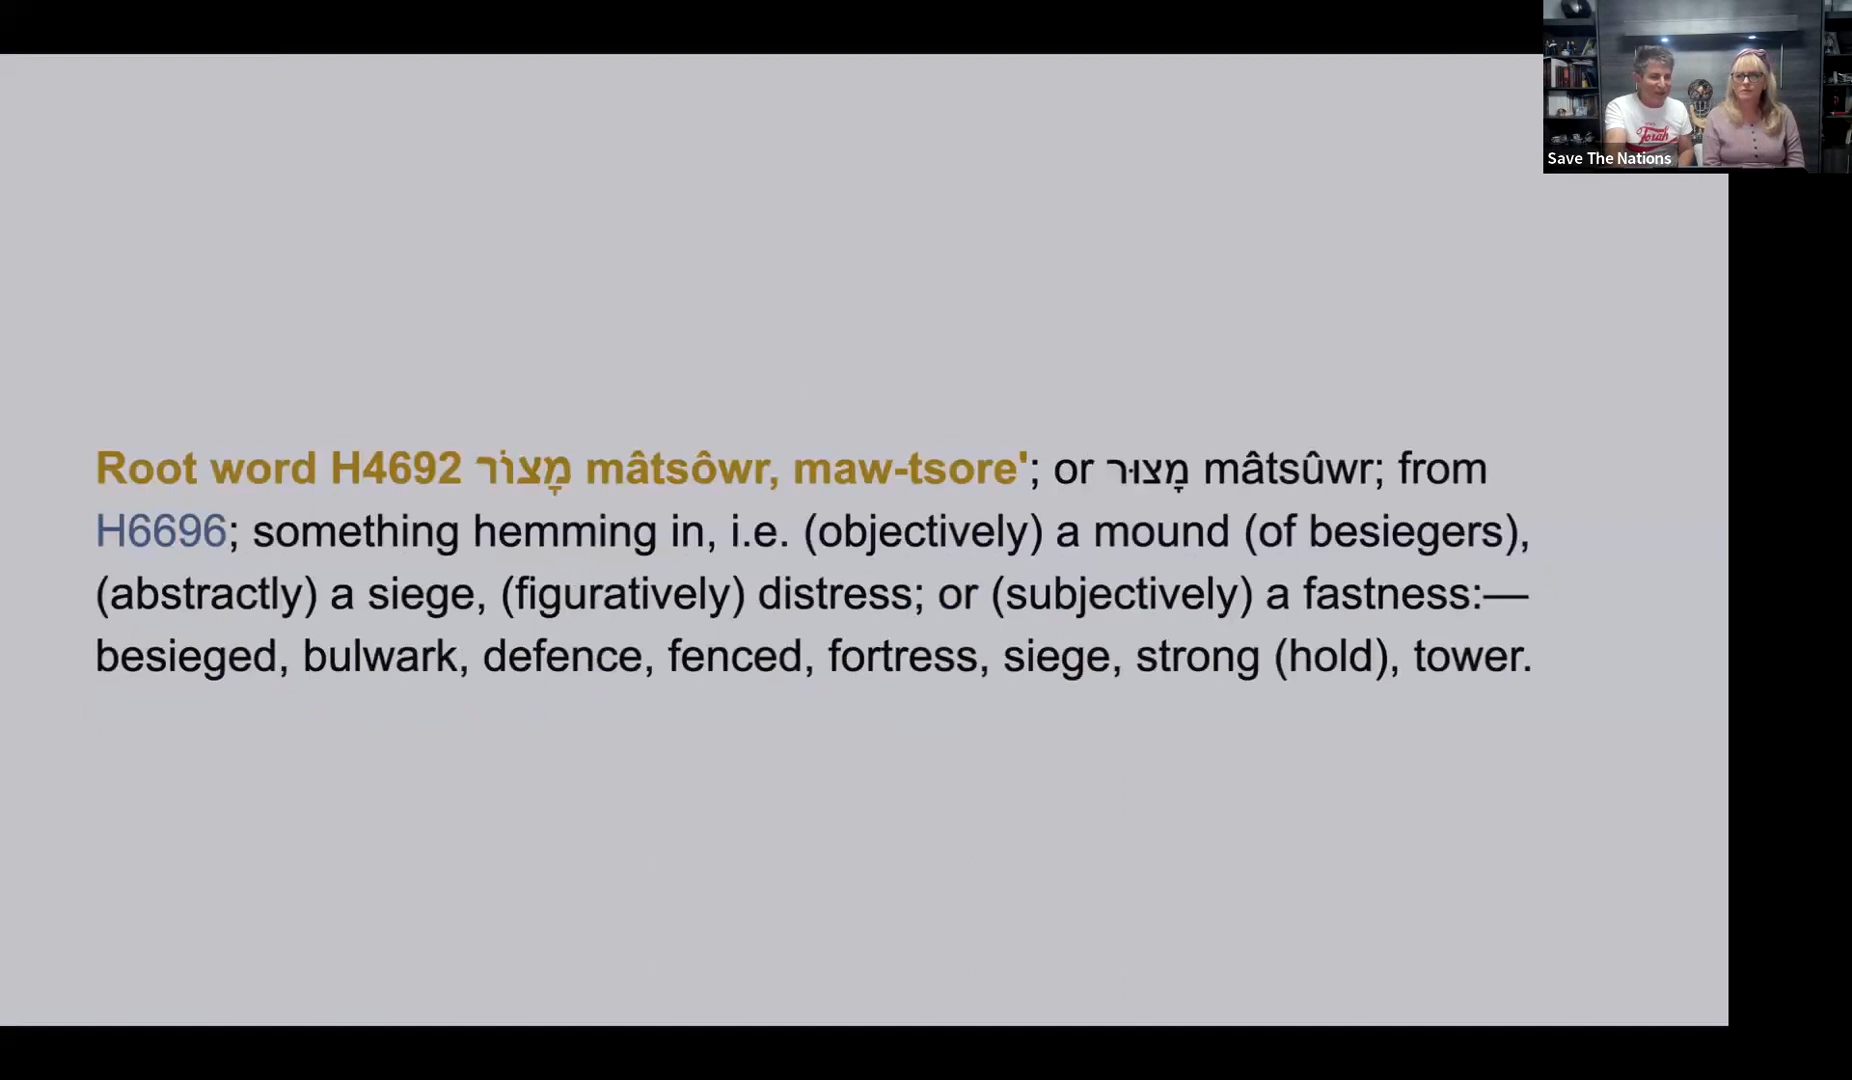 Torah
Save The Nations
Root word H4692 מָצוֹר mâtsôwr, maw-tsore'; or מָצוּר mâtsûwr; from
H6696; something hemming in, i.e. (objectively) a mound (of besiegers),
(abstractly) a siege, (figuratively) distress; or (subjectively) a fastness:—
besieged, bulwark, defence, fenced, fortress, siege, strong (hold), tower.